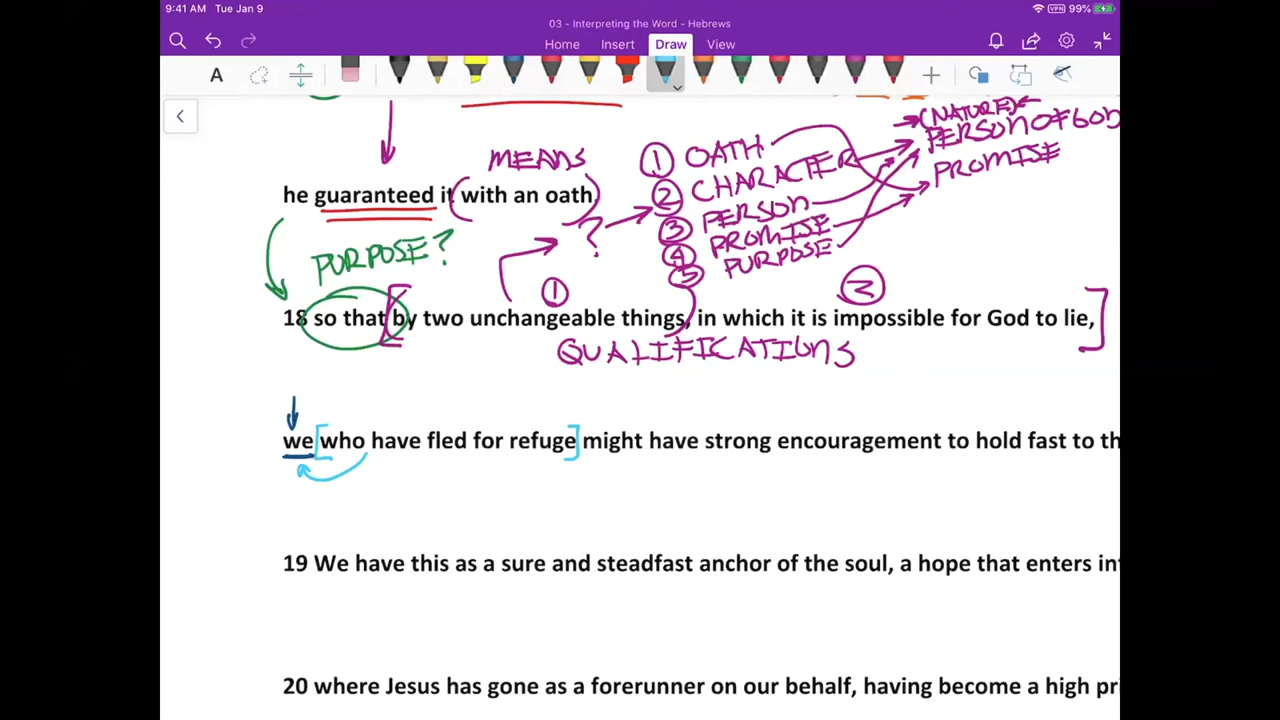 9:41 AM Tue Jan 9
VPN 99%
03 - Interpreting the Word - Hebrews
Home Insert Draw View
A
(NATURE)
MEANS
① OATH
PERSON OF GOD
② CHARACTER
PROMISE
he guaranteed it (with an oath)
③ PERSON
?
④ PROMISE
PURPOSE?
⑤ PURPOSE
① ②
18 so that [by two unchangeable things, in which it is impossible for God to lie,]
QUALIFICATIONS
we [who have fled for refuge] might have strong encouragement to hold fast to th
19 We have this as a sure and steadfast anchor of the soul, a hope that enters int
20 where Jesus has gone as a forerunner on our behalf, having become a high pri